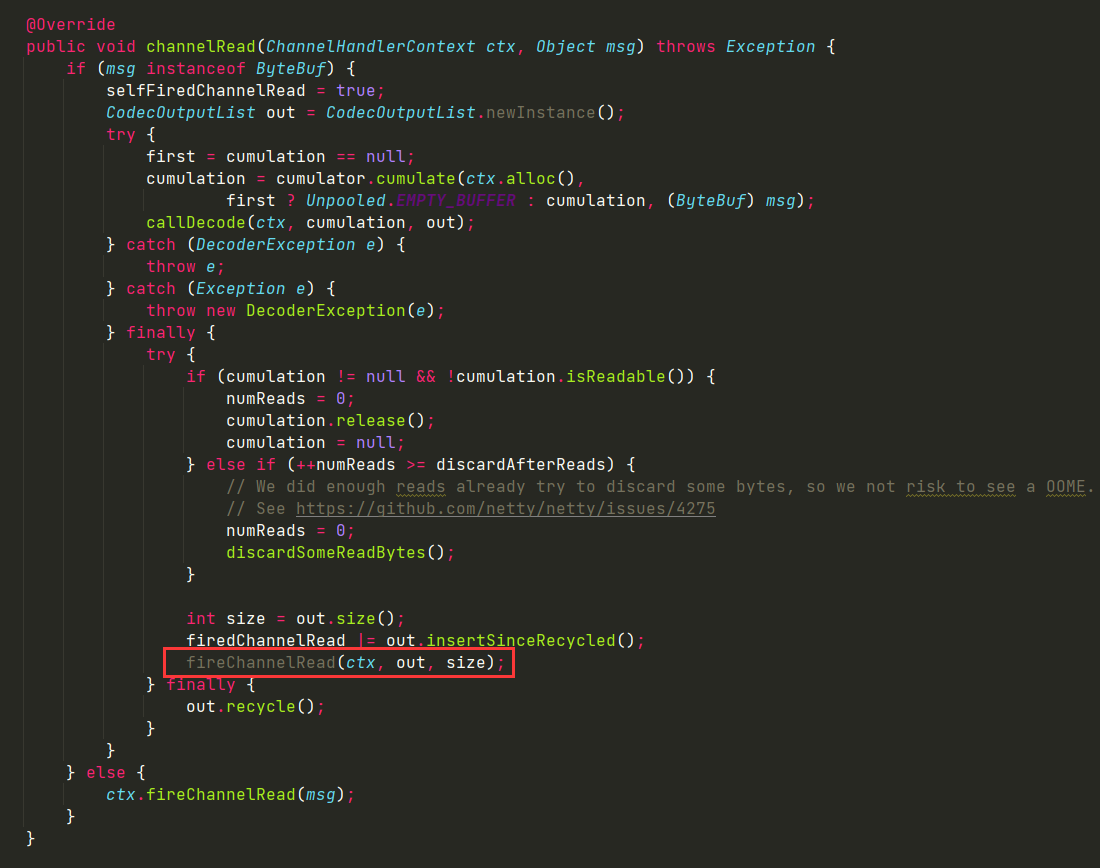 @Override
public void channelRead(ChannelHandlerContext ctx, Object msg) throws Exception {
if (msg instanceof ByteBuf) {
selfFiredChannelRead = true;
CodecOutputList out = CodecOutputList.newInstance();
try {
first = cumulation == null;
cumulation = cumulator.cumulate(ctx.alloc(),
first ? Unpooled.EMPTY_BUFFER : cumulation, (ByteBuf) msg);
callDecode(ctx, cumulation, out);
} catch (DecoderException e) {
throw e;
} catch (Exception e) {
throw new DecoderException(e);
} finally {
try {
if (cumulation != null && !cumulation.isReadable()) {
numReads = 0;
cumulation.release();
cumulation = null;
} else if (++numReads >= discardAfterReads) {
// We did enough reads already try to discard some bytes, so we not risk to see a OOME.
// See https://github.com/netty/netty/issues/4275
numReads = 0;
discardSomeReadBytes();
}
int size = out.size();
firedChannelRead |= out.insertSinceRecycled();
fireChannelRead(ctx, out, size);
} finally {
out.recycle();
}
}
} else {
ctx.fireChannelRead(msg);
}
}